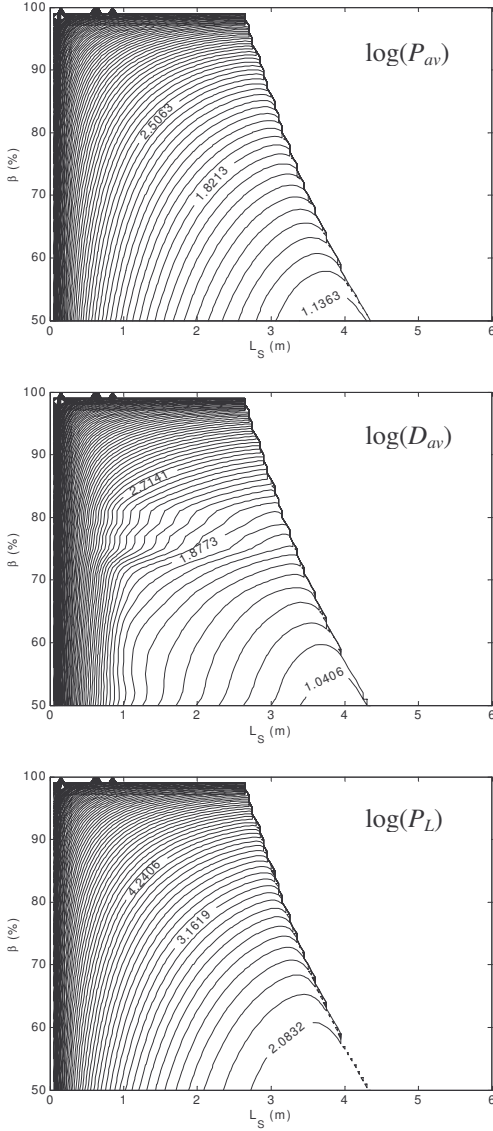 100
90
80
70
60
50
β (%)
0 1 2 3 4 5 6
L_S (m)
log(P_av)
2.5063
1.8213
1.1363
100
90
80
70
60
50
β (%)
0 1 2 3 4 5 6
L_S (m)
log(D_av)
2.7141
1.8773
1.0406
100
90
80
70
60
50
β (%)
0 1 2 3 4 5 6
L_S (m)
log(P_L)
4.2406
3.1619
2.0832